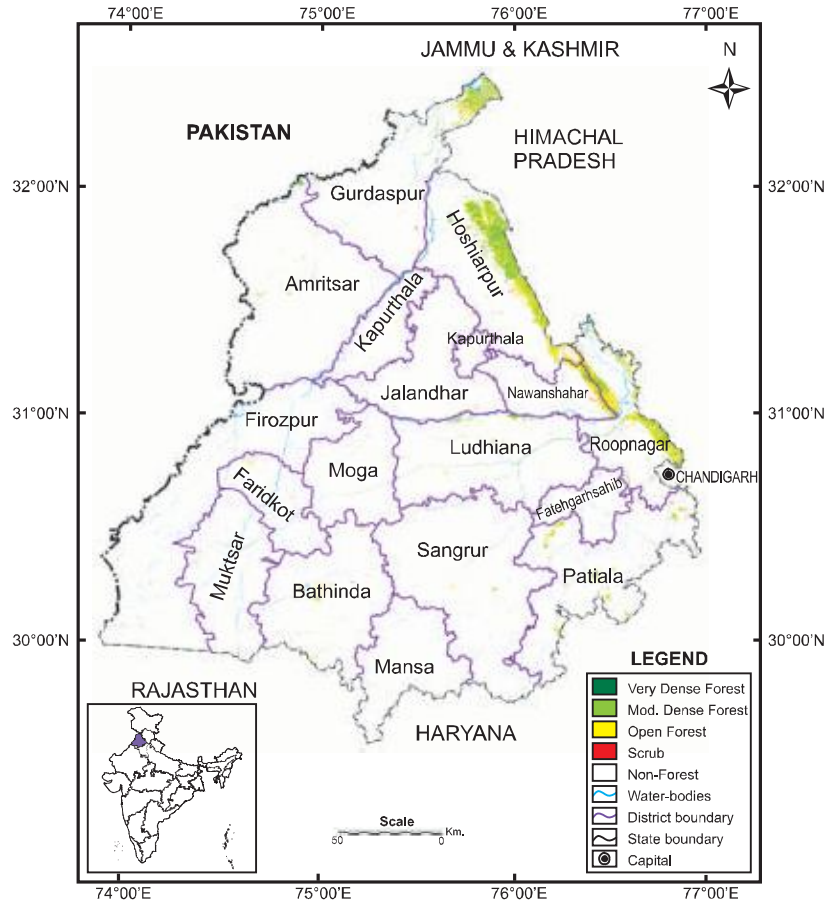 74°00'E
75°00'E
76°00'E
77°00'E
JAMMU & KASHMIR
N
PAKISTAN
HIMACHAL
PRADESH
32°00'N
32°00'N
Gurdaspur
Hoshiarpur
Amritsar
Kapurthala
Kapurthala
Jalandhar
Nawanshahar
31°00'N
31°00'N
Firozpur
Ludhiana
Roopnagar
Moga
CHANDIGARH
Faridkot
Fatehgarhsahib
Sangrur
Muktsar
Patiala
Bathinda
30°00'N
30°00'N
Mansa
RAJASTHAN
HARYANA
LEGEND
Very Dense Forest
Mod. Dense Forest
Open Forest
Scrub
Non-Forest
Water-bodies
District boundary
State boundary
Capital
Scale
50 0 Km.
74°00'E
75°00'E
76°00'E
77°00'E